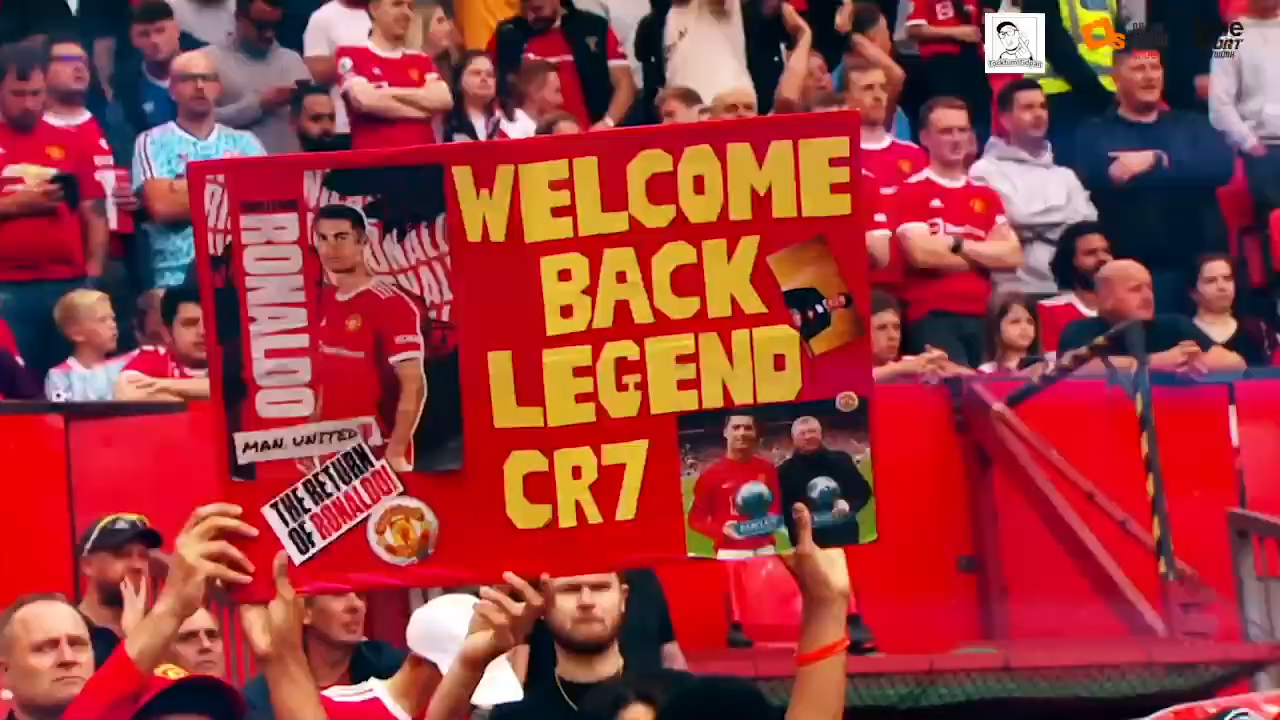 WELCOME
BACK
LEGEND
CR7
RONALDO
MAN. UNITED
THE RETURN
OF RONALDO!